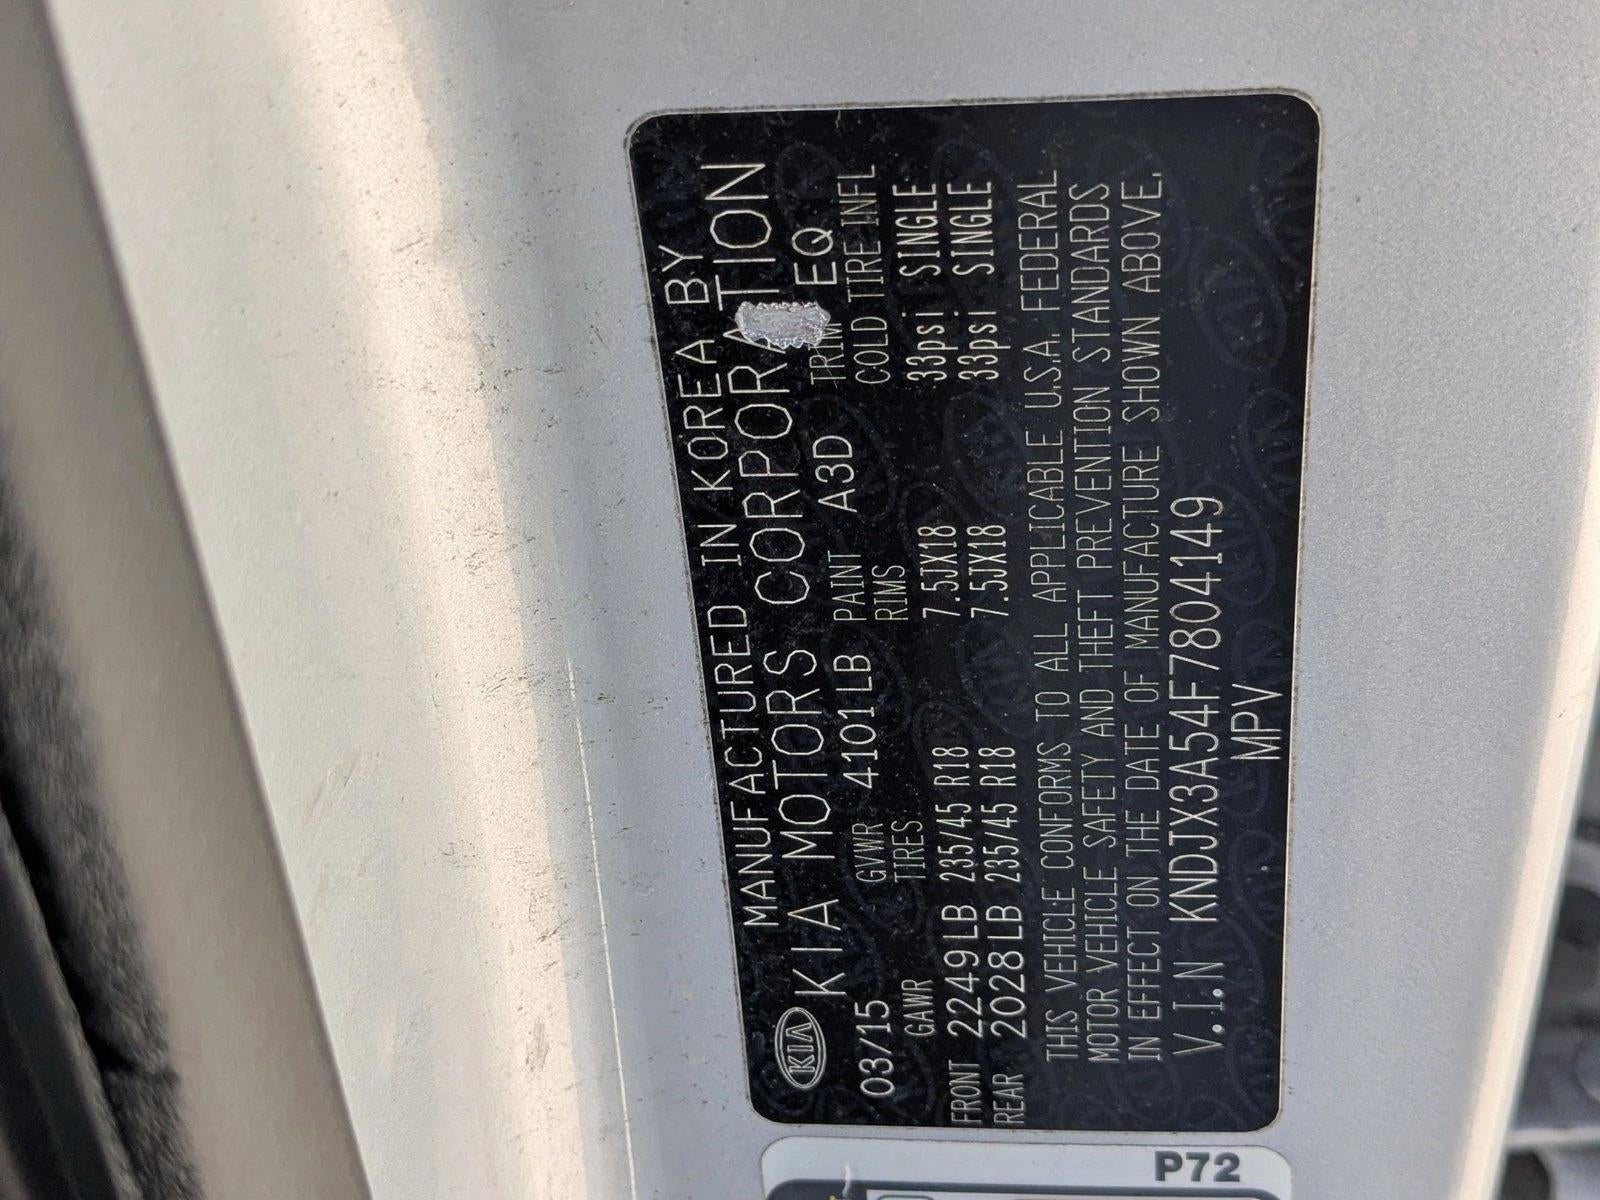 MANUFACTURED IN KOREA BY
KIA KIA MOTORS CORPORATION
03/15 GVWR 4101LB PAINT A3D TRIM EQ
GAWR TIRES RIMS COLD TIRE INFL
FRONT 2249LB 235/45 R18 7.5JX18 33psi SINGLE
REAR 2028LB 235/45 R18 7.5JX18 33psi SINGLE
THIS VEHICLE CONFORMS TO ALL APPLICABLE U.S.A. FEDERAL
MOTOR VEHICLE SAFETY AND THEFT PREVENTION STANDARDS
IN EFFECT ON THE DATE OF MANUFACTURE SHOWN ABOVE.
V.I.N KNDJX3A54F7804149
MPV
P72